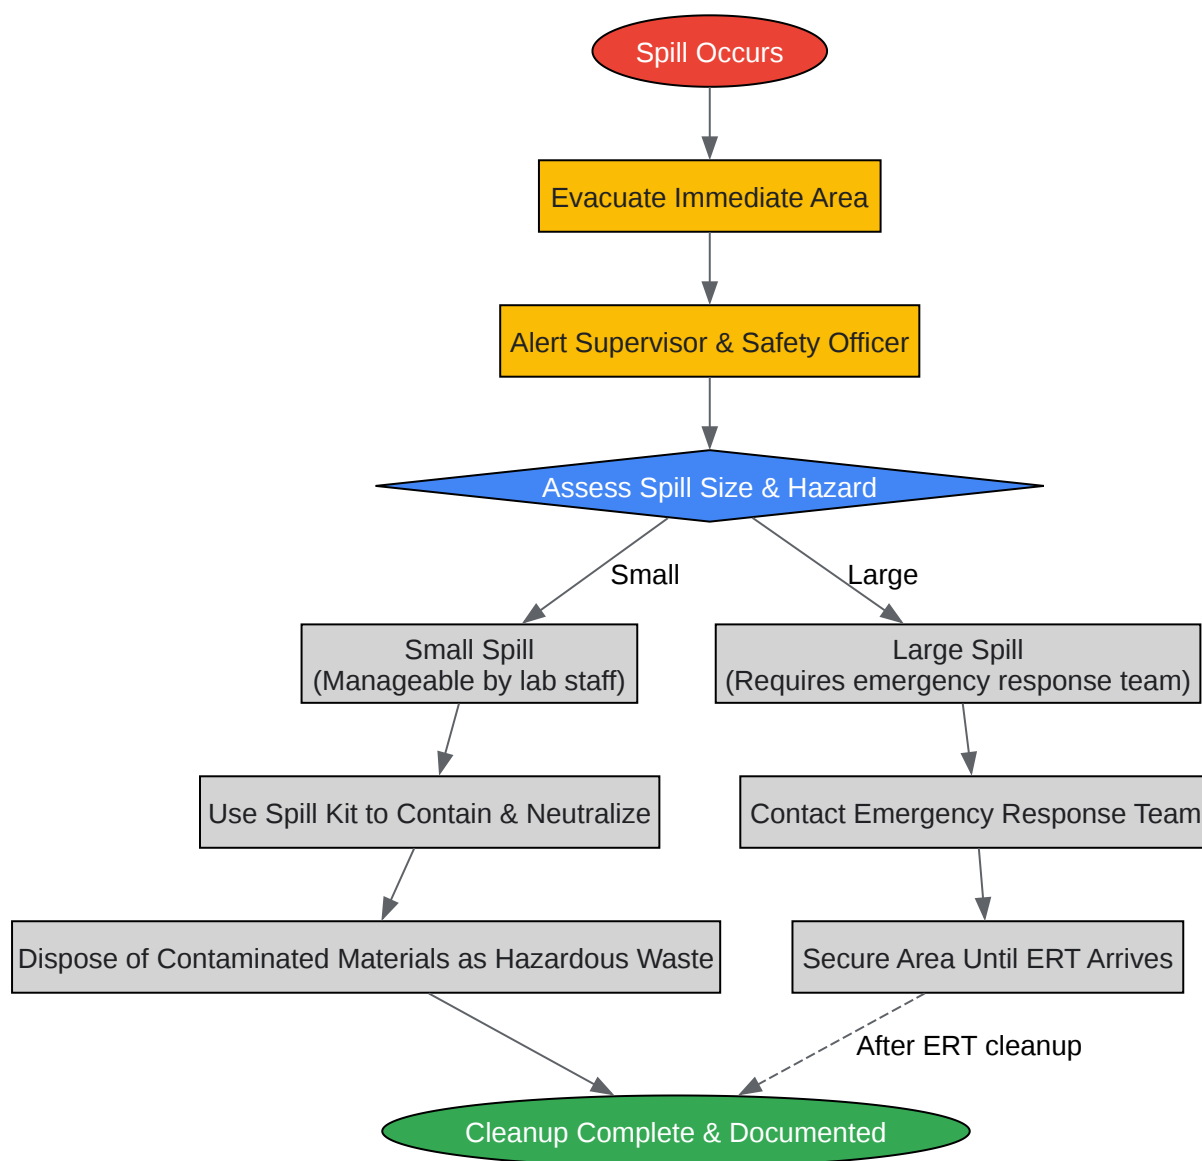 Spill Occurs
Evacuate Immediate Area
Alert Supervisor & Safety Officer
Assess Spill Size & Hazard
Small
Large
Small Spill
(Manageable by lab staff)
Large Spill
(Requires emergency response team)
Use Spill Kit to Contain & Neutralize
Contact Emergency Response Team
Dispose of Contaminated Materials as Hazardous Waste
Secure Area Until ERT Arrives
After ERT cleanup
Cleanup Complete & Documented